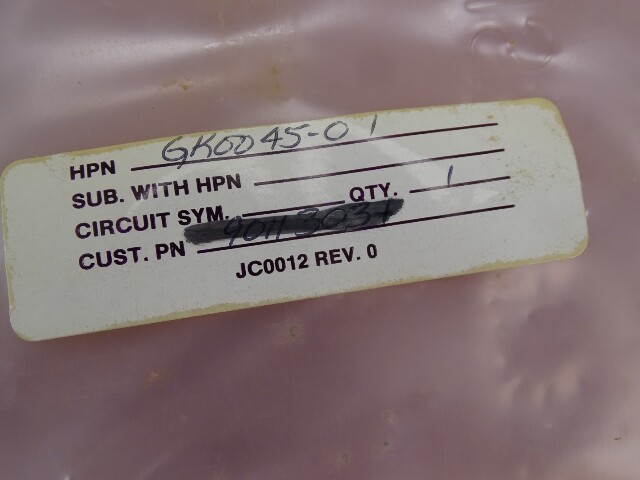 HPN GK0045-01
SUB. WITH HPN
CIRCUIT SYM. QTY. 1
CUST. PN
JC0012 REV. 0